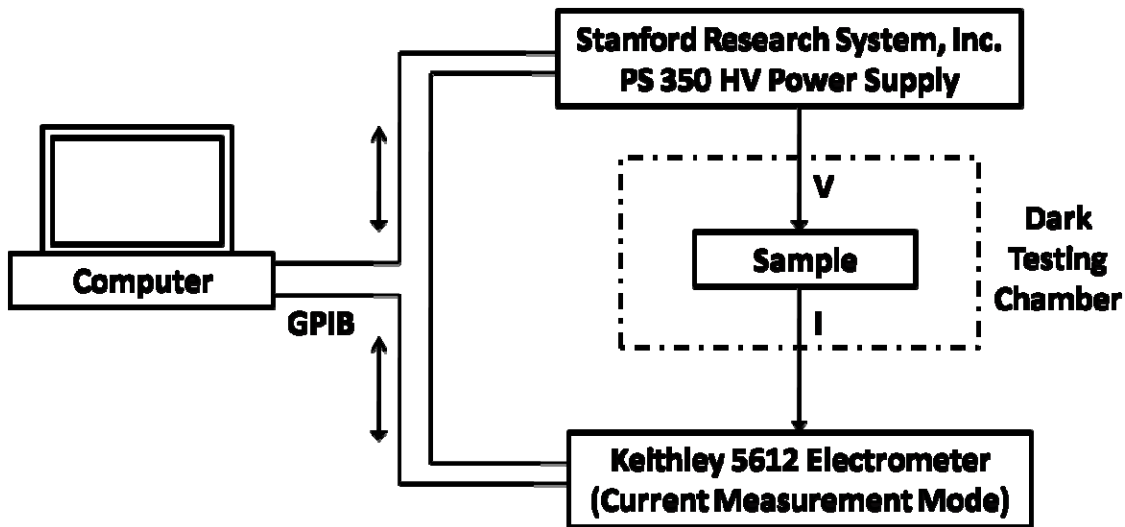 Stanford Research System, Inc.
PS 350 HV Power Supply
V
Sample
Dark
Testing
Chamber
Computer
GPIB
I
Keithley 5612 Electrometer
(Current Measurement Mode)